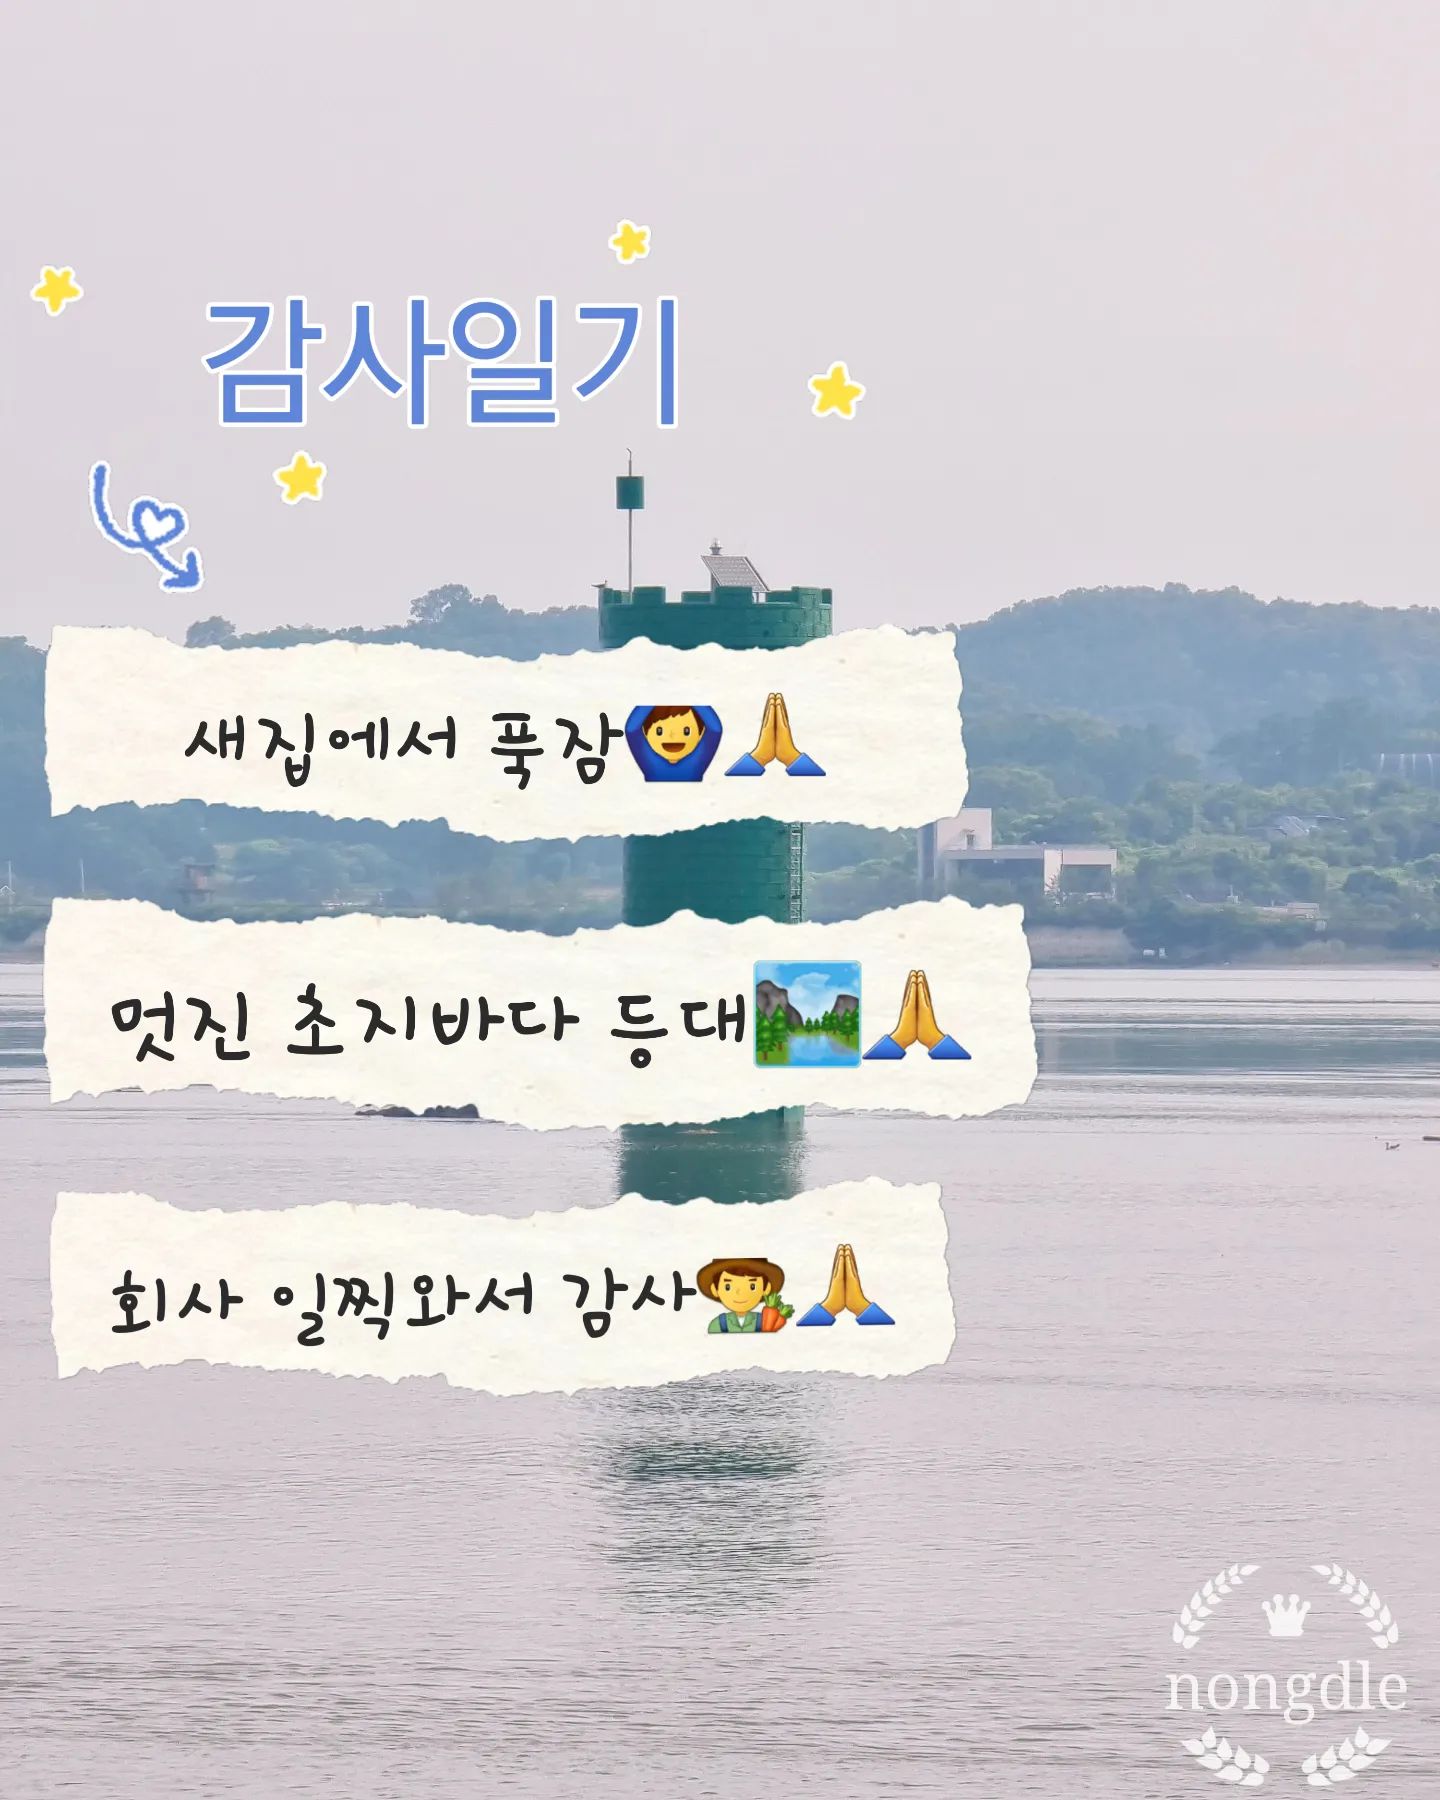 감사일기
새집에서 푹잠🙆‍♂️🙏
멋진 초지바다 등대🏞️🙏
회사 일찍와서 감사👨‍🌾🙏
nongdle